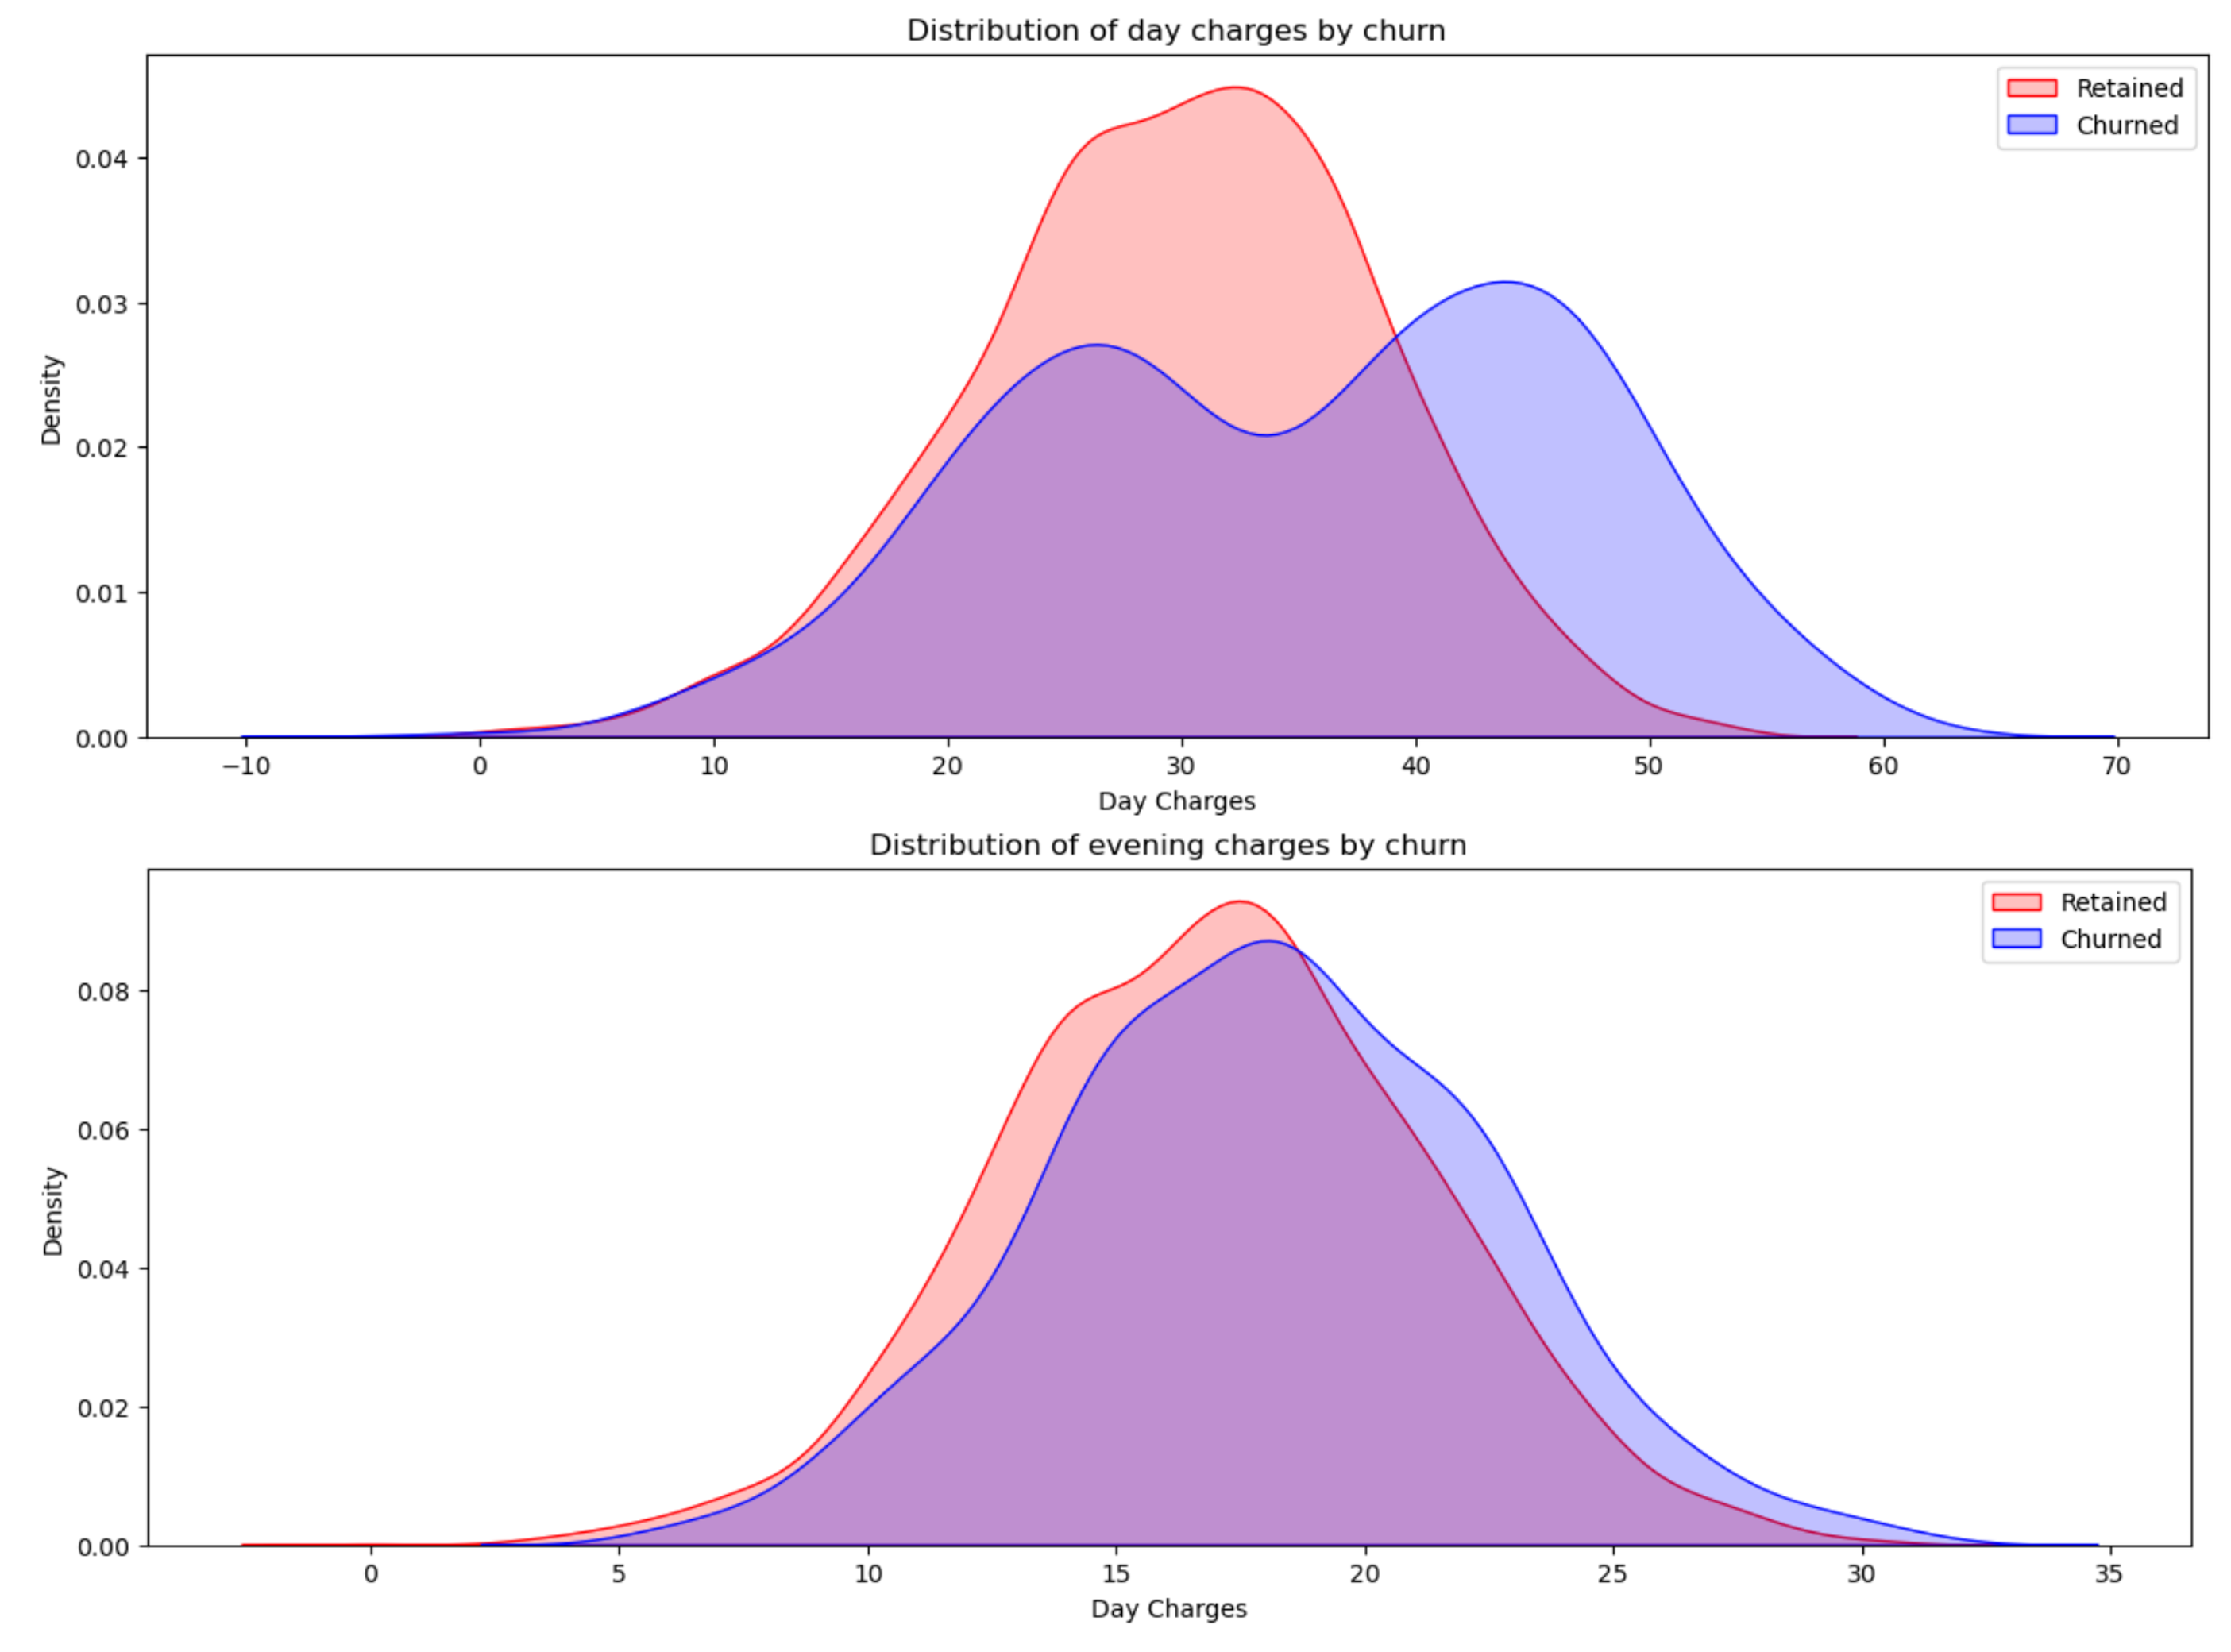 Distribution of day charges by churn
Retained
Churned
0.04
0.03
0.02
0.01
0.00
Density
−10 0 10 20 30 40 50 60 70
Day Charges
Distribution of evening charges by churn
Retained
Churned
0.08
0.06
0.04
0.02
0.00
Density
0 5 10 15 20 25 30 35
Day Charges